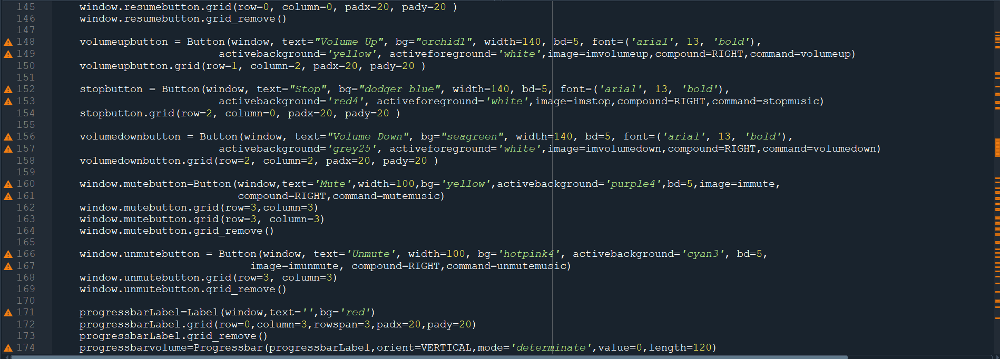 145 window.resumebutton.grid(row=0, column=0, padx=20, pady=20 )
146 window.resumebutton.grid_remove()
147
148 volumeupbutton = Button(window, text="Volume Up", bg="orchid1", width=140, bd=5, font=('arial', 13, 'bold'),
149 activebackground='yellow', activeforeground='white',image=imvolumeup,compound=RIGHT,command=volumeup)
150 volumeupbutton.grid(row=1, column=2, padx=20, pady=20 )
151
152 stopbutton = Button(window, text="Stop", bg="dodger blue", width=140, bd=5, font=('arial', 13, 'bold'),
153 activebackground='red4', activeforeground='white',image=imstop,compound=RIGHT,command=stopmusic)
154 stopbutton.grid(row=2, column=0, padx=20, pady=20 )
155
156 volumedownbutton = Button(window, text="Volume Down", bg="seagreen", width=140, bd=5, font=('arial', 13, 'bold'),
157 activebackground='grey25', activeforeground='white',image=imvolumedown,compound=RIGHT,command=volumedown)
158 volumedownbutton.grid(row=2, column=2, padx=20, pady=20 )
159
160 window.mutebutton=Button(window,text='Mute',width=100,bg='yellow',activebackground='purple4',bd=5,image=immute,
161 compound=RIGHT,command=mutemusic)
162 window.mutebutton.grid(row=3,column=3)
163 window.mutebutton.grid(row=3, column=3)
164 window.mutebutton.grid_remove()
165
166 window.unmutebutton = Button(window, text='Unmute', width=100, bg='hotpink4', activebackground='cyan3', bd=5,
167 image=imunmute, compound=RIGHT,command=unmutemusic)
168 window.unmutebutton.grid(row=3, column=3)
169 window.unmutebutton.grid_remove()
170
171 progressbarLabel=Label(window,text='',bg='red')
172 progressbarLabel.grid(row=0,column=3,rowspan=3,padx=20,pady=20)
173 progressbarLabel.grid_remove()
174 progressbarvolume=Progressbar(progressbarLabel,orient=VERTICAL,mode='determinate',value=0,length=120)